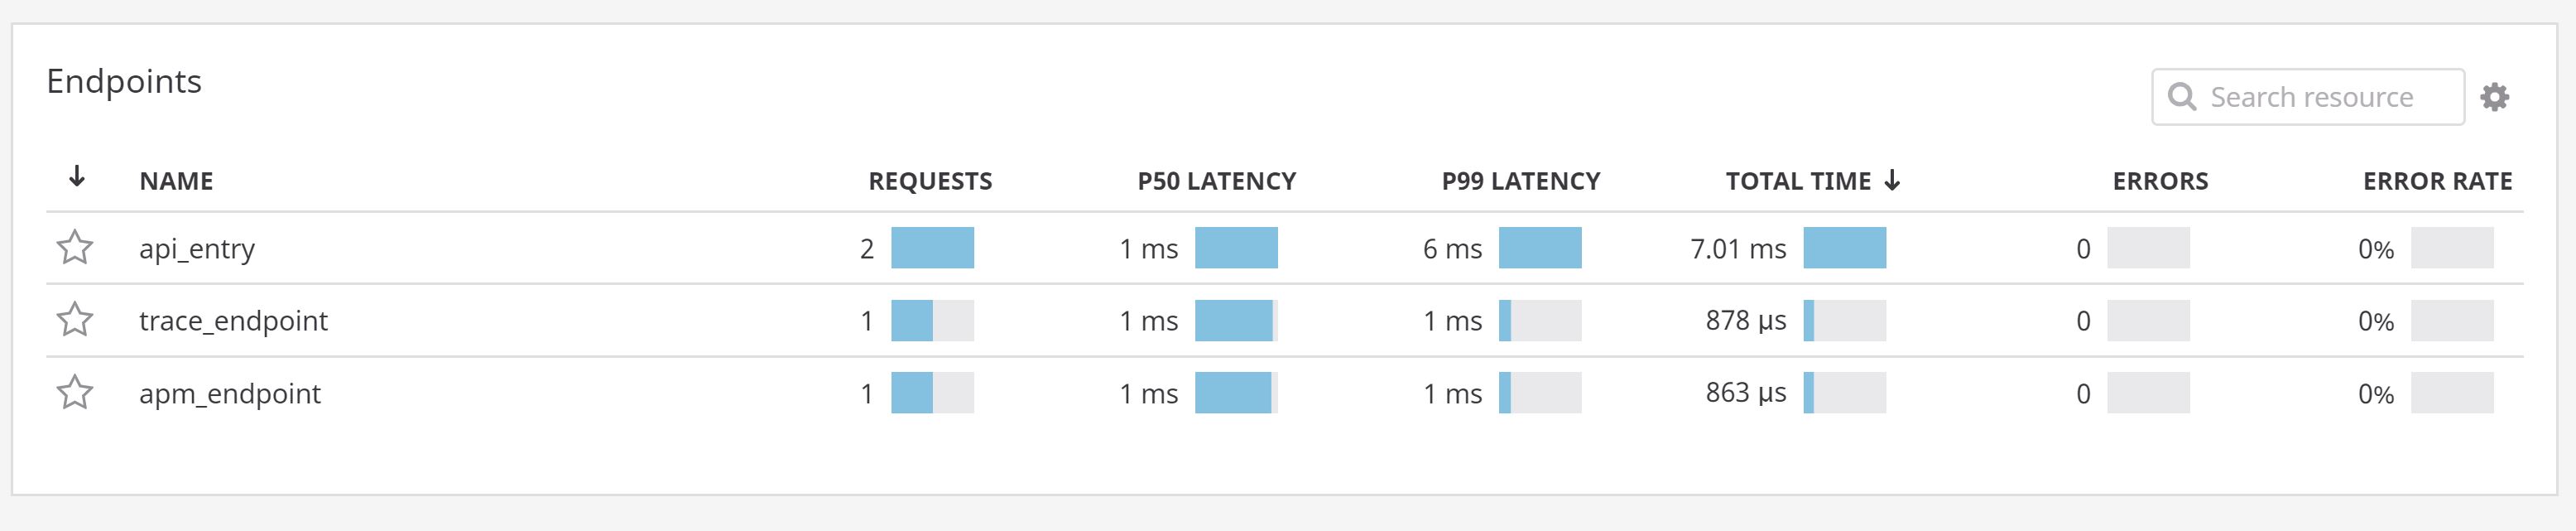 Endpoints
Search resource
NAME REQUESTS P50 LATENCY P99 LATENCY TOTAL TIME ERRORS ERROR RATE
api_entry 2 1 ms 6 ms 7.01 ms 0 0%
trace_endpoint 1 1 ms 1 ms 878 µs 0 0%
apm_endpoint 1 1 ms 1 ms 863 µs 0 0%